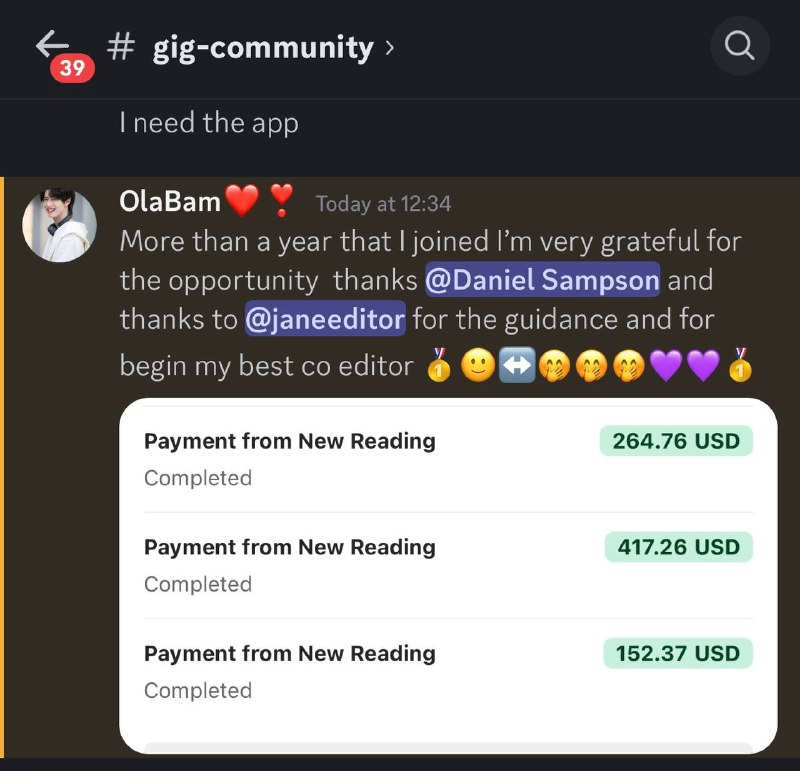 39
# gig-community ›
I need the app
OlaBam❤️❣️ Today at 12:34
More than a year that I joined I'm very grateful for
the opportunity  thanks @Daniel Sampson and
thanks to @janeeditor for the guidance and for
begin my best co editor 🥇🙂↔️🤭🤭🤭💜💜🥇
Payment from New Reading 264.76 USD
Completed
Payment from New Reading 417.26 USD
Completed
Payment from New Reading 152.37 USD
Completed